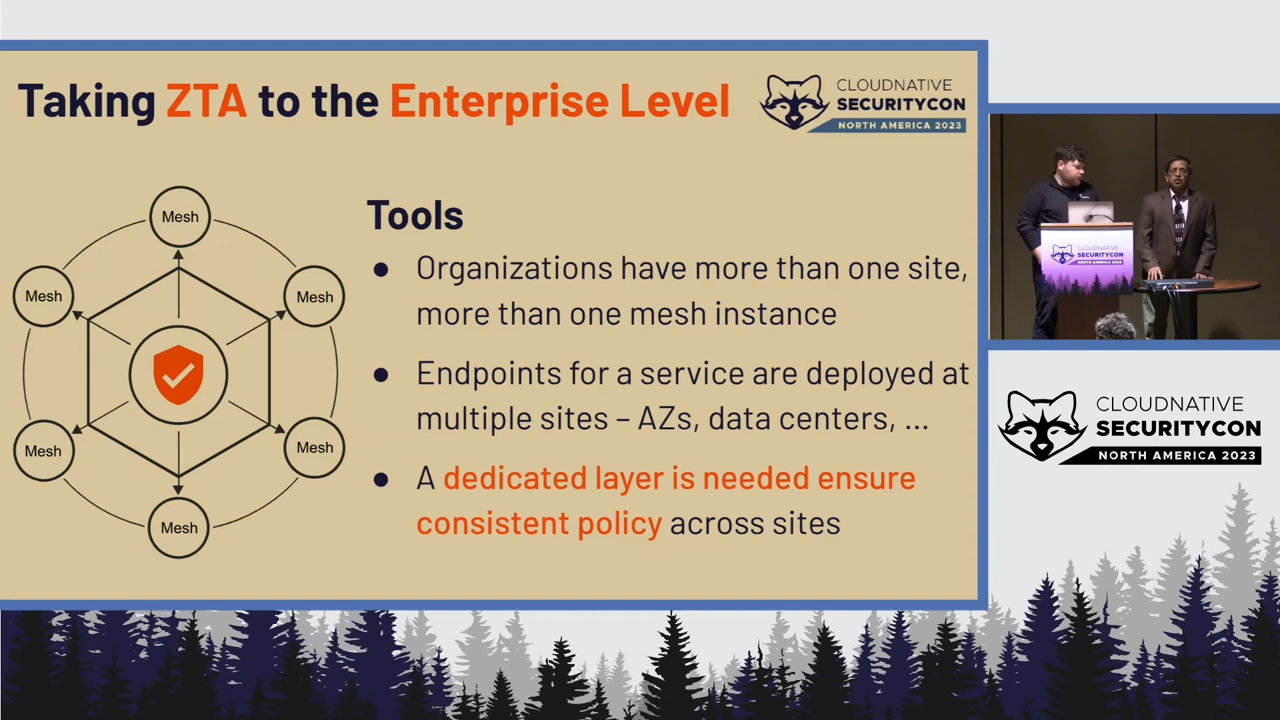 Taking ZTA to the Enterprise Level
CLOUDNATIVE
SECURITYCON
NORTH AMERICA 2023
Mesh
Mesh
Mesh
Mesh
Mesh
Mesh
Tools
● Organizations have more than one site,
more than one mesh instance
● Endpoints for a service are deployed at
multiple sites – AZs, data centers, ...
● A dedicated layer is needed ensure
consistent policy across sites
CLOUDNATIVE
SECURITYCON
CLOUDNATIVE
SECURITYCON
NORTH AMERICA 2023